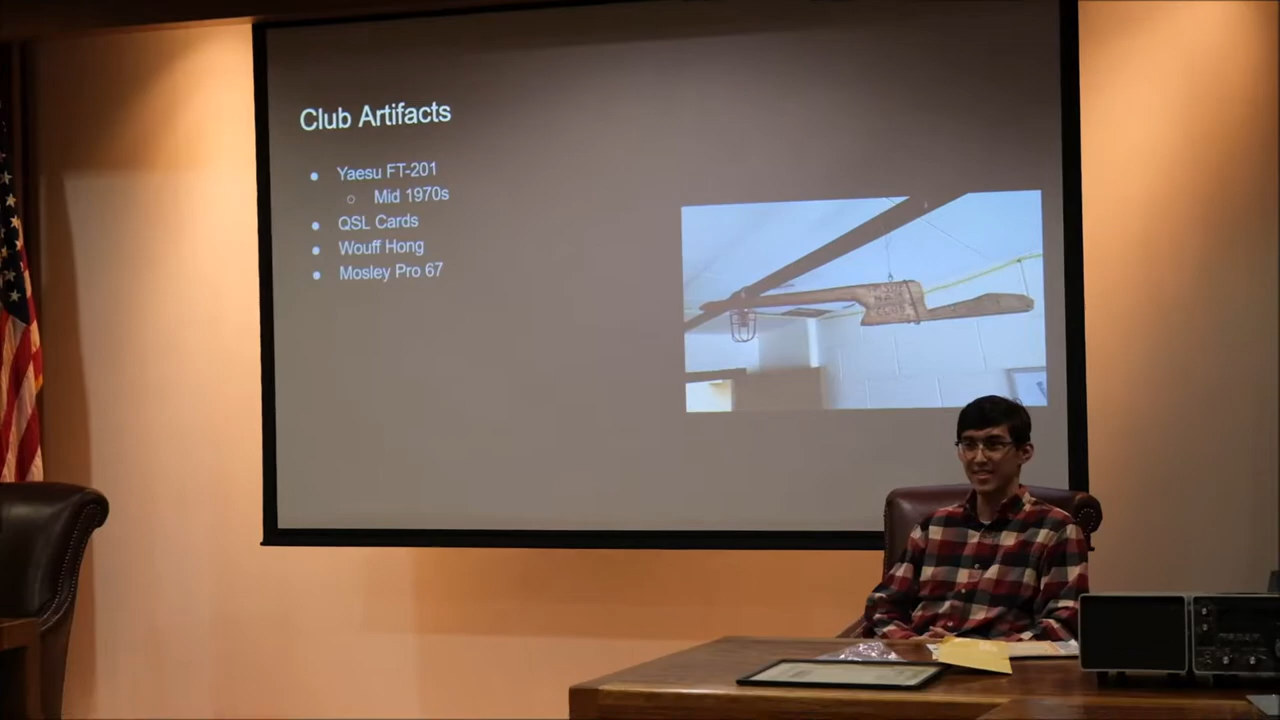 Club Artifacts
Yaesu FT-201
Mid 1970s
QSL Cards
Wouff Hong
Mosley Pro 67